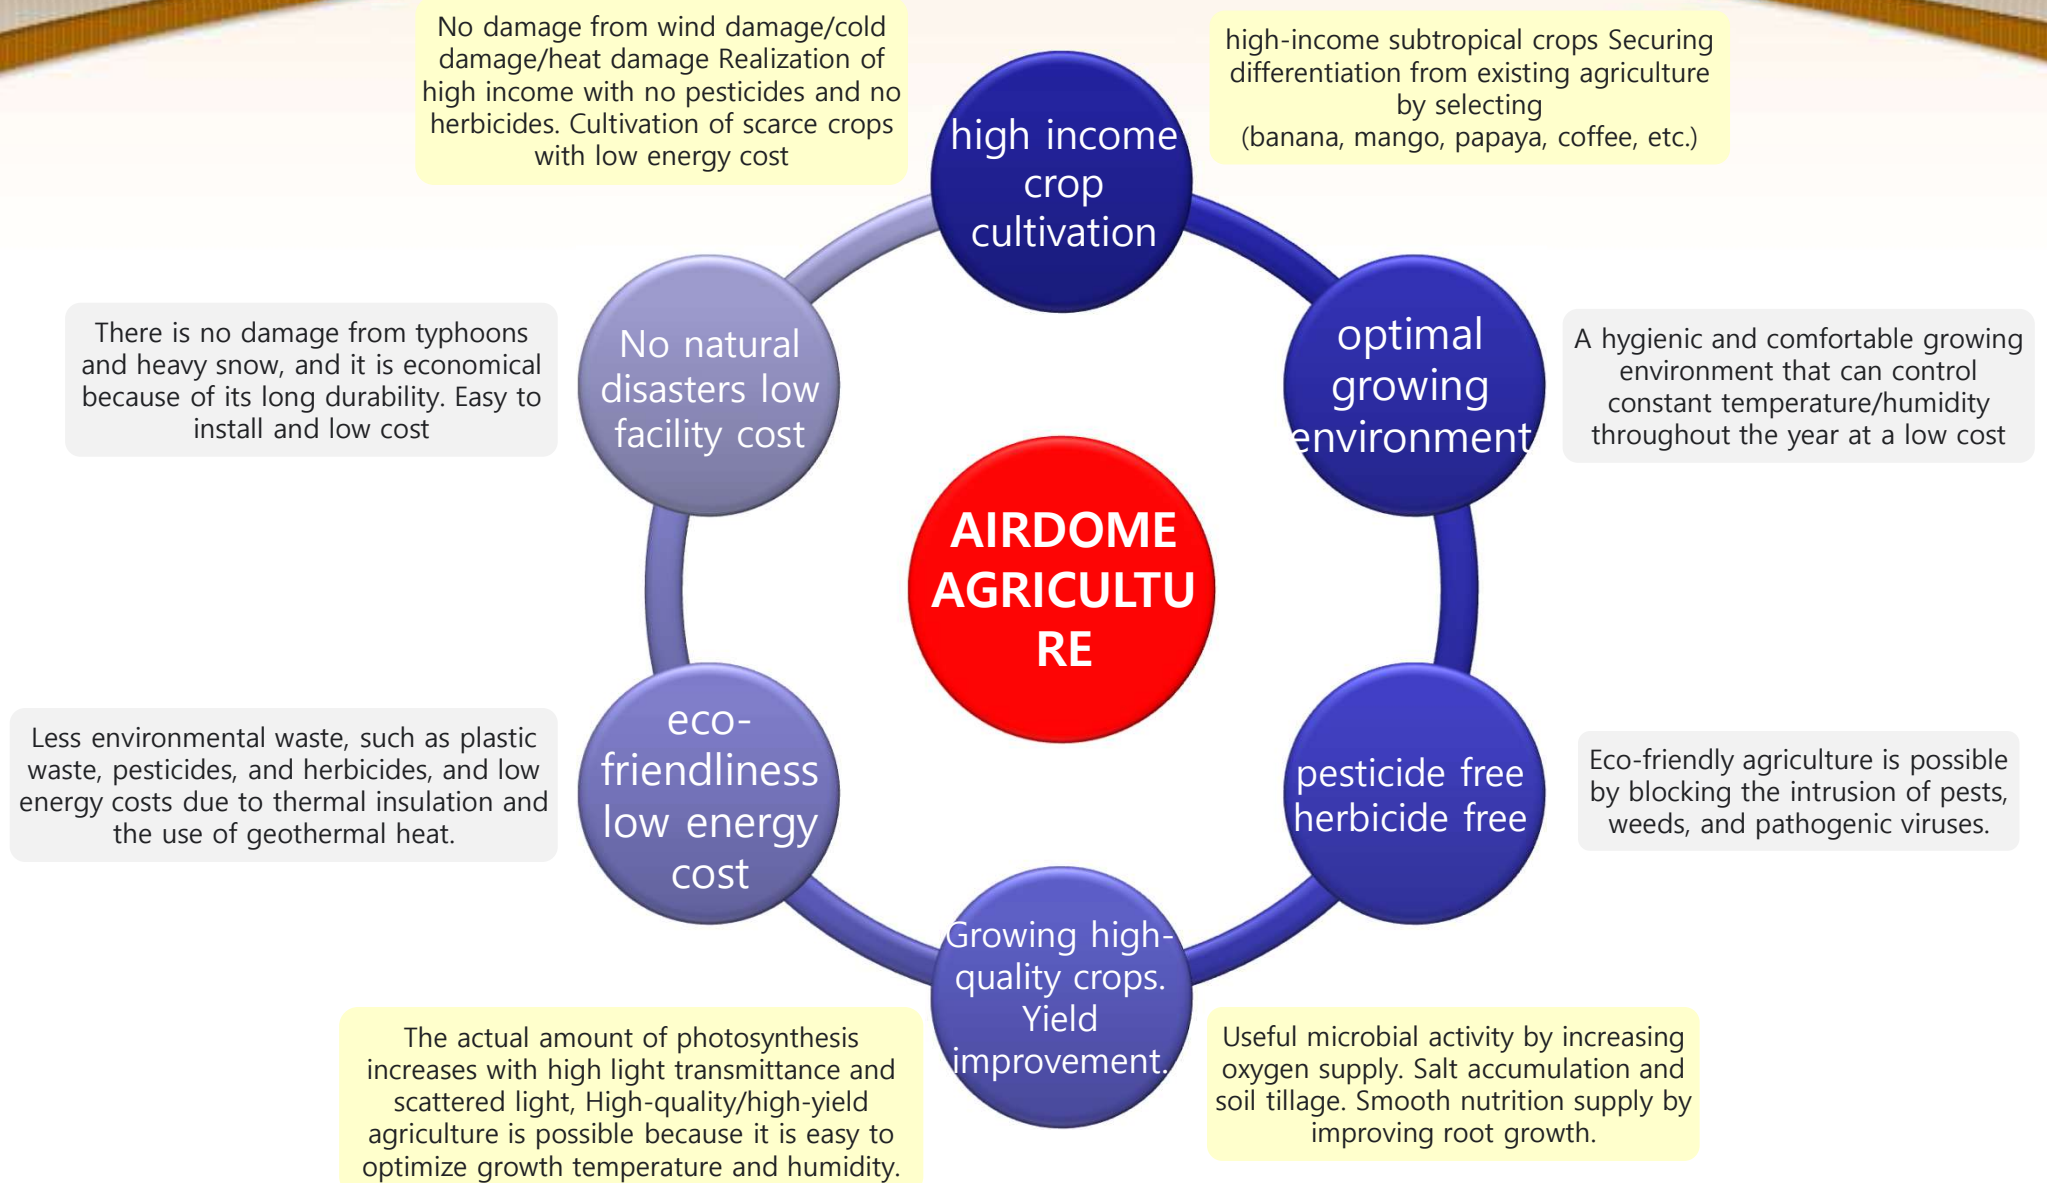 No damage from wind damage/cold
damage/heat damage Realization of
high income with no pesticides and no
herbicides. Cultivation of scarce crops
with low energy cost
high income
crop
cultivation
high-income subtropical crops Securing
differentiation from existing agriculture
by selecting
(banana, mango, papaya, coffee, etc.)
There is no damage from typhoons
and heavy snow, and it is economical
because of its long durability. Easy to
install and low cost
No natural
disasters low
facility cost
optimal
growing
environment
A hygienic and comfortable growing
environment that can control
constant temperature/humidity
throughout the year at a low cost
AIRDOME
AGRICULTU
RE
Less environmental waste, such as plastic
waste, pesticides, and herbicides, and low
energy costs due to thermal insulation and
the use of geothermal heat.
eco-
friendliness
low energy
cost
pesticide free
herbicide free
Eco-friendly agriculture is possible
by blocking the intrusion of pests,
weeds, and pathogenic viruses.
The actual amount of photosynthesis
increases with high light transmittance and
scattered light, High-quality/high-yield
agriculture is possible because it is easy to
optimize growth temperature and humidity.
Growing high-
quality crops.
Yield
improvement.
Useful microbial activity by increasing
oxygen supply. Salt accumulation and
soil tillage. Smooth nutrition supply by
improving root growth.